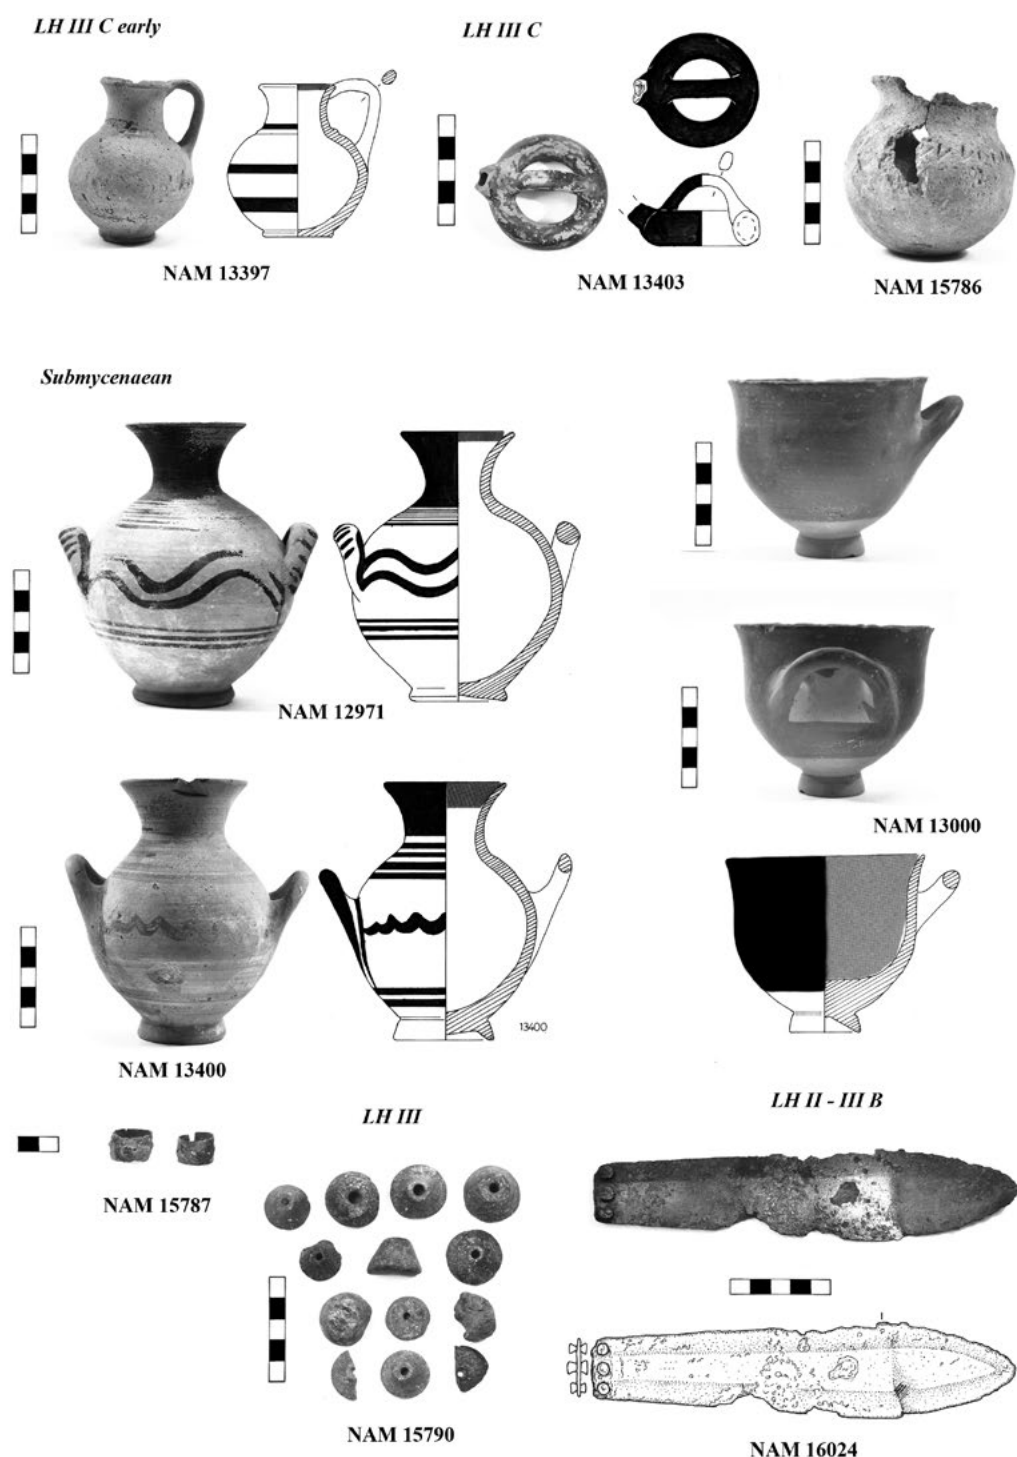 LH III C early
LH III C
NAM 13397
NAM 13403
NAM 15786
Submycenaean
NAM 12971
NAM 13000
13400
NAM 13400
LH III
LH II - III B
NAM 15787
NAM 15790
NAM 16024